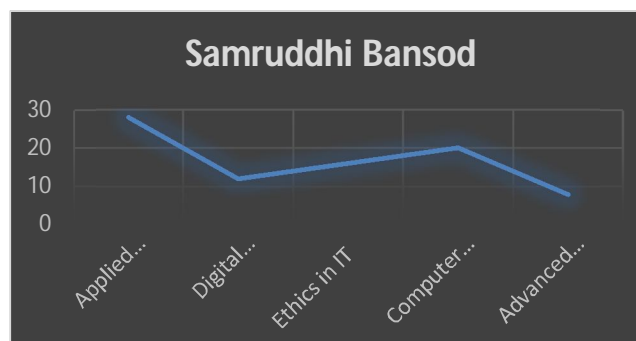 Samruddhi Bansod
30
20
10
0
Applied...
Digital...
Ethics in IT
Computer...
Advanced...